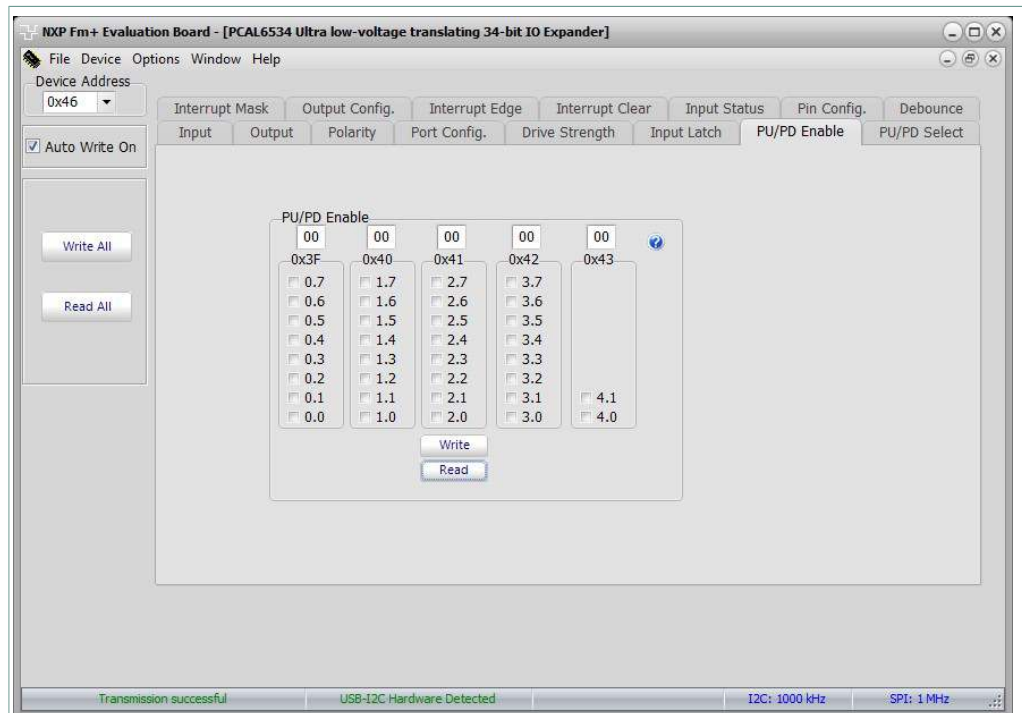 NXP Fm+ Evaluation Board - [PCAL6534 Ultra low-voltage translating 34-bit IO Expander]
File Device Options Window Help
Device Address
0x46
Auto Write On
Write All
Read All
Interrupt Mask Output Config. Interrupt Edge Interrupt Clear Input Status Pin Config. Debounce
Input Output Polarity Port Config. Drive Strength Input Latch PU/PD Enable PU/PD Select
PU/PD Enable
00 00 00 00 00
0x3F 0x40 0x41 0x42 0x43
0.7 1.7 2.7 3.7
0.6 1.6 2.6 3.6
0.5 1.5 2.5 3.5
0.4 1.4 2.4 3.4
0.3 1.3 2.3 3.3
0.2 1.2 2.2 3.2
0.1 1.1 2.1 3.1 4.1
0.0 1.0 2.0 3.0 4.0
Write
Read
Transmission successful USB-I2C Hardware Detected I2C: 1000 kHz SPI: 1 MHz